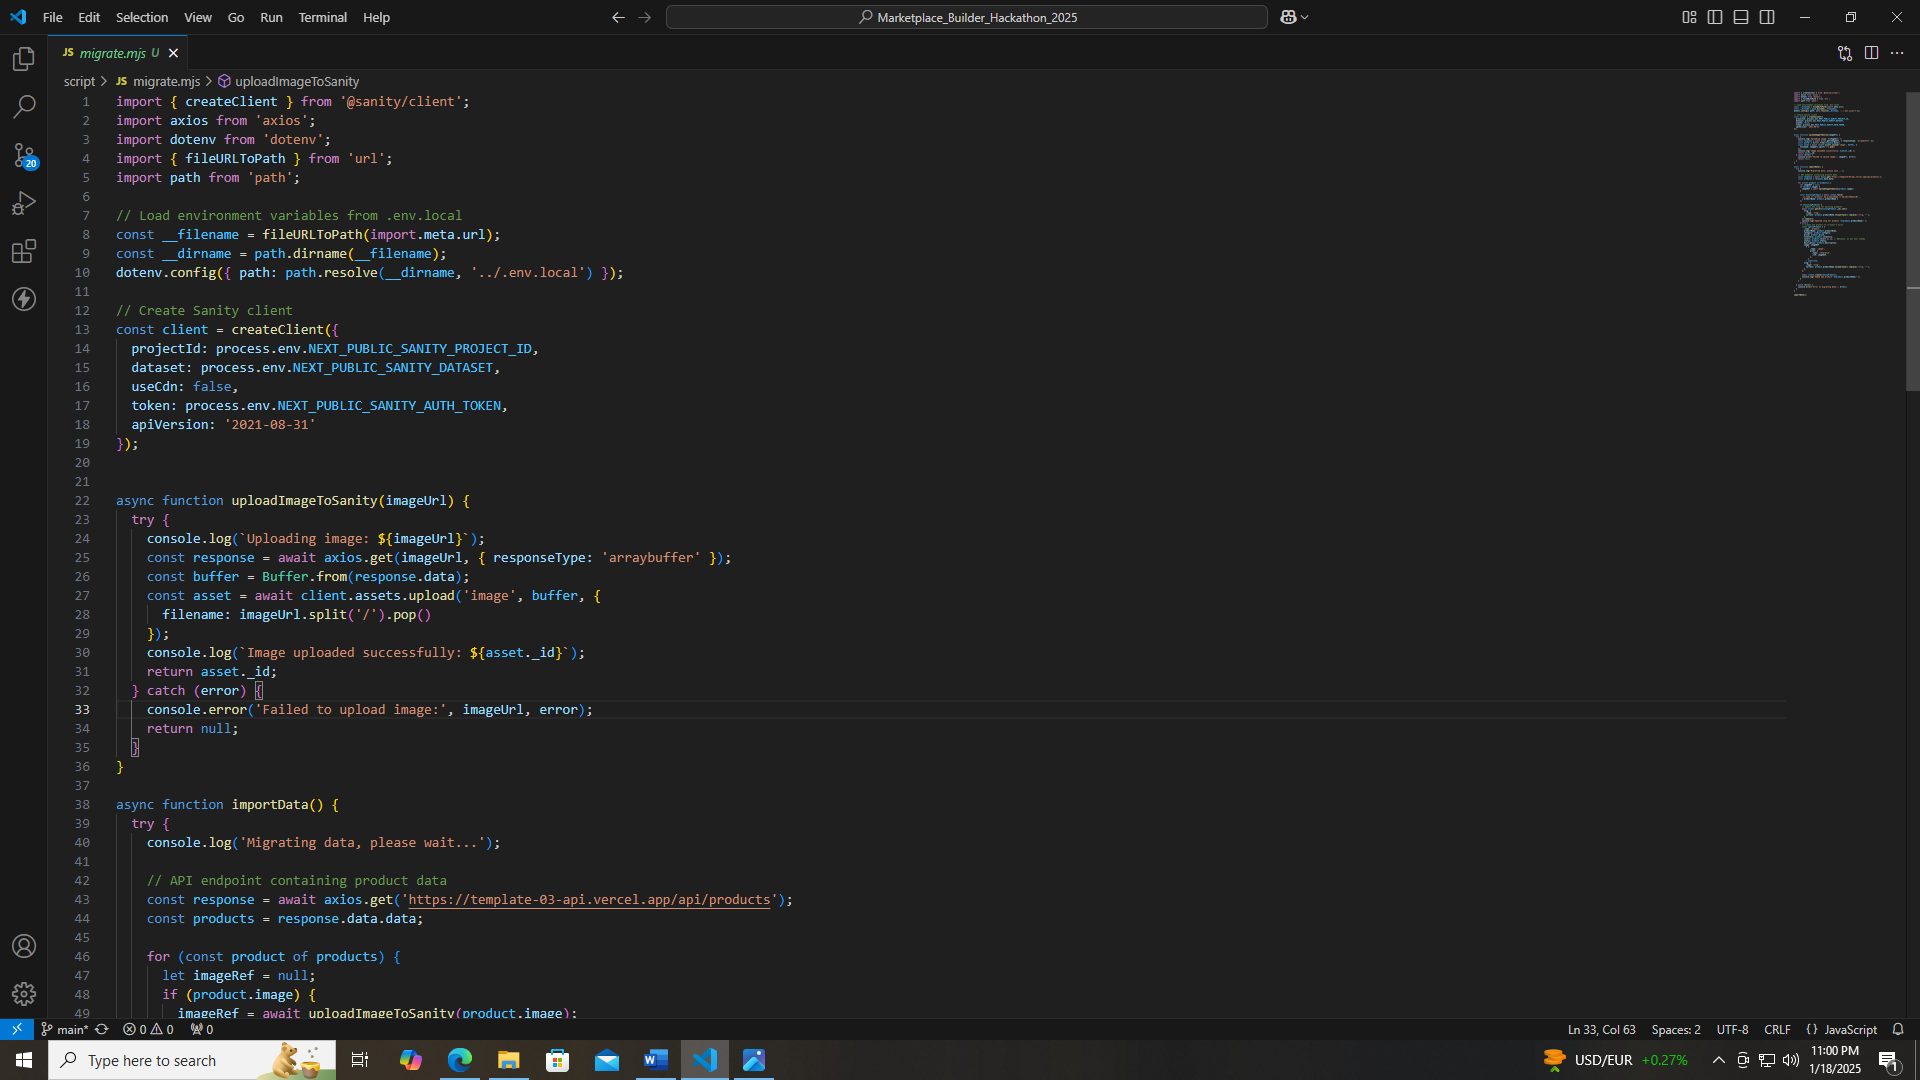 File Edit Selection View Go Run Terminal Help
Marketplace_Builder_Hackathon_2025
JS migrate.mjs U
script > JS migrate.mjs > uploadImageToSanity
1 import { createClient } from '@sanity/client';
2 import axios from 'axios';
3 import dotenv from 'dotenv';
4 import { fileURLToPath } from 'url';
5 import path from 'path';
6
7 // Load environment variables from .env.local
8 const __filename = fileURLToPath(import.meta.url);
9 const __dirname = path.dirname(__filename);
10 dotenv.config({ path: path.resolve(__dirname, '../.env.local') });
11
12 // Create Sanity client
13 const client = createClient({
14 projectId: process.env.NEXT_PUBLIC_SANITY_PROJECT_ID,
15 dataset: process.env.NEXT_PUBLIC_SANITY_DATASET,
16 useCdn: false,
17 token: process.env.NEXT_PUBLIC_SANITY_AUTH_TOKEN,
18 apiVersion: '2021-08-31'
19 });
20
21
22 async function uploadImageToSanity(imageUrl) {
23 try {
24 console.log(`Uploading image: ${imageUrl}`);
25 const response = await axios.get(imageUrl, { responseType: 'arraybuffer' });
26 const buffer = Buffer.from(response.data);
27 const asset = await client.assets.upload('image', buffer, {
28 filename: imageUrl.split('/').pop()
29 });
30 console.log(`Image uploaded successfully: ${asset._id}`);
31 return asset._id;
32 } catch (error) {
33 console.error('Failed to upload image:', imageUrl, error);
34 return null;
35 }
36 }
37
38 async function importData() {
39 try {
40 console.log('Migrating data, please wait...');
41
42 // API endpoint containing product data
43 const response = await axios.get('https://template-03-api.vercel.app/api/products');
44 const products = response.data.data;
45
46 for (const product of products) {
47 let imageRef = null;
48 if (product.image) {
49 imageRef = await uploadImageToSanity(product.image);
20
main* 0 0 0 Ln 33, Col 63 Spaces: 2 UTF-8 CRLF {} JavaScript
Type here to search
USD/EUR +0.27%
11:00 PM
1/18/2025
1